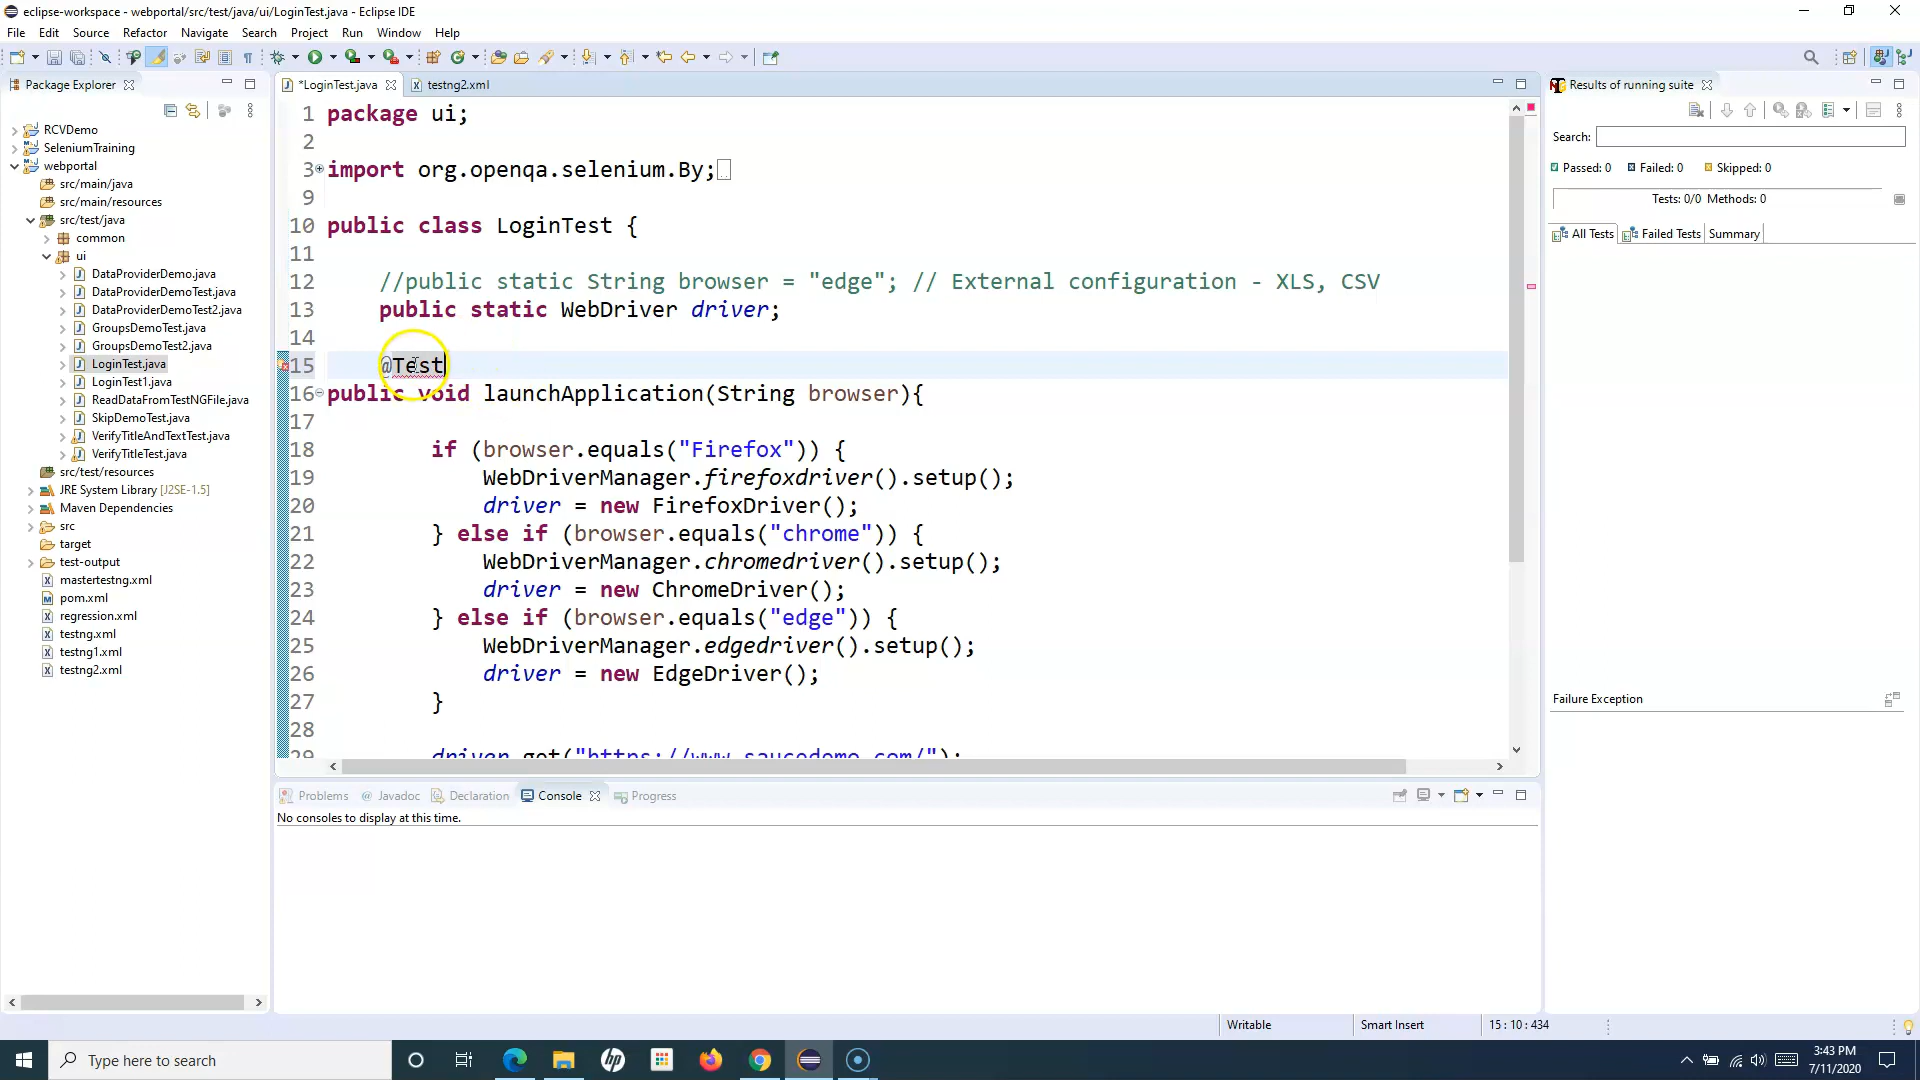 eclipse-workspace - webportal/src/test/java/ui/LoginTest.java - Eclipse IDE
File Edit Source Refactor Navigate Search Project Run Window Help
Package Explorer
RCVDemo
SeleniumTraining
webportal
src/main/java
src/main/resources
src/test/java
common
ui
DataProviderDemo.java
DataProviderDemoTest.java
DataProviderDemoTest2.java
GroupsDemoTest.java
GroupsDemoTest2.java
LoginTest.java
LoginTest1.java
ReadDataFromTestNGFile.java
SkipDemoTest.java
VerifyTitleAndTextTest.java
VerifyTitleTest.java
src/test/resources
JRE System Library [J2SE-1.5]
Maven Dependencies
src
target
test-output
mastertestng.xml
pom.xml
regression.xml
testng.xml
testng1.xml
testng2.xml
*LoginTest.java testng2.xml
1 package ui;
2
3 import org.openqa.selenium.By;
9
10 public class LoginTest {
11
12 //public static String browser = "edge"; // External configuration - XLS, CSV
13 public static WebDriver driver;
14
15 @Test
16 public void launchApplication(String browser){
17
18 if (browser.equals("Firefox")) {
19 WebDriverManager.firefoxdriver().setup();
20 driver = new FirefoxDriver();
21 } else if (browser.equals("chrome")) {
22 WebDriverManager.chromedriver().setup();
23 driver = new ChromeDriver();
24 } else if (browser.equals("edge")) {
25 WebDriverManager.edgedriver().setup();
26 driver = new EdgeDriver();
27 }
28
29 driver.get("https://www.saucedemo.com/");
Problems @ Javadoc Declaration Console Progress
No consoles to display at this time.
Results of running suite
Search:
Passed: 0 Failed: 0 Skipped: 0
Tests: 0/0 Methods: 0
All Tests Failed Tests Summary
Failure Exception
Writable Smart Insert 15 : 10 : 434
Type here to search
hp
3:43 PM
7/11/2020